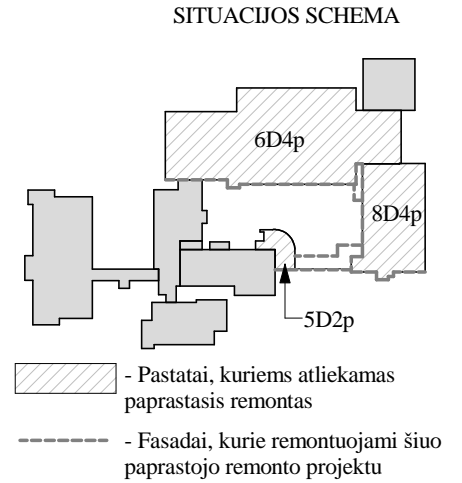 SITUACIJOS SCHEMA
6D4p
8D4p
5D2p
- Pastatai, kuriems atliekamas
paprastasis remontas
- Fasadai, kurie remontuojami šiuo
paprastojo remonto projektu